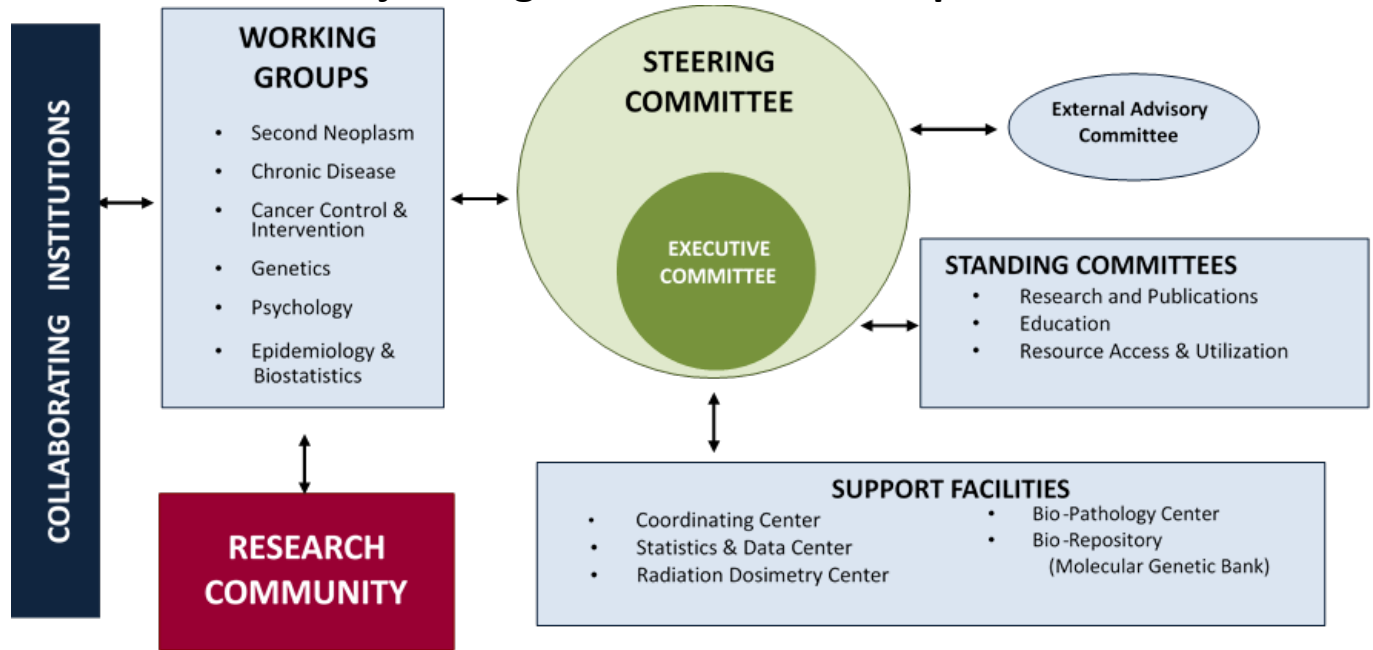 COLLABORATING INSTITUTIONS
WORKING
GROUPS
• Second Neoplasm
• Chronic Disease
• Cancer Control &
Intervention
• Genetics
• Psychology
• Epidemiology &
Biostatistics
RESEARCH
COMMUNITY
STEERING
COMMITTEE
EXECUTIVE
COMMITTEE
External Advisory
Committee
STANDING COMMITTEES
• Research and Publications
• Education
• Resource Access & Utilization
SUPPORT FACILITIES
• Coordinating Center
• Statistics & Data Center
• Radiation Dosimetry Center
• Bio-Pathology Center
• Bio-Repository
(Molecular Genetic Bank)